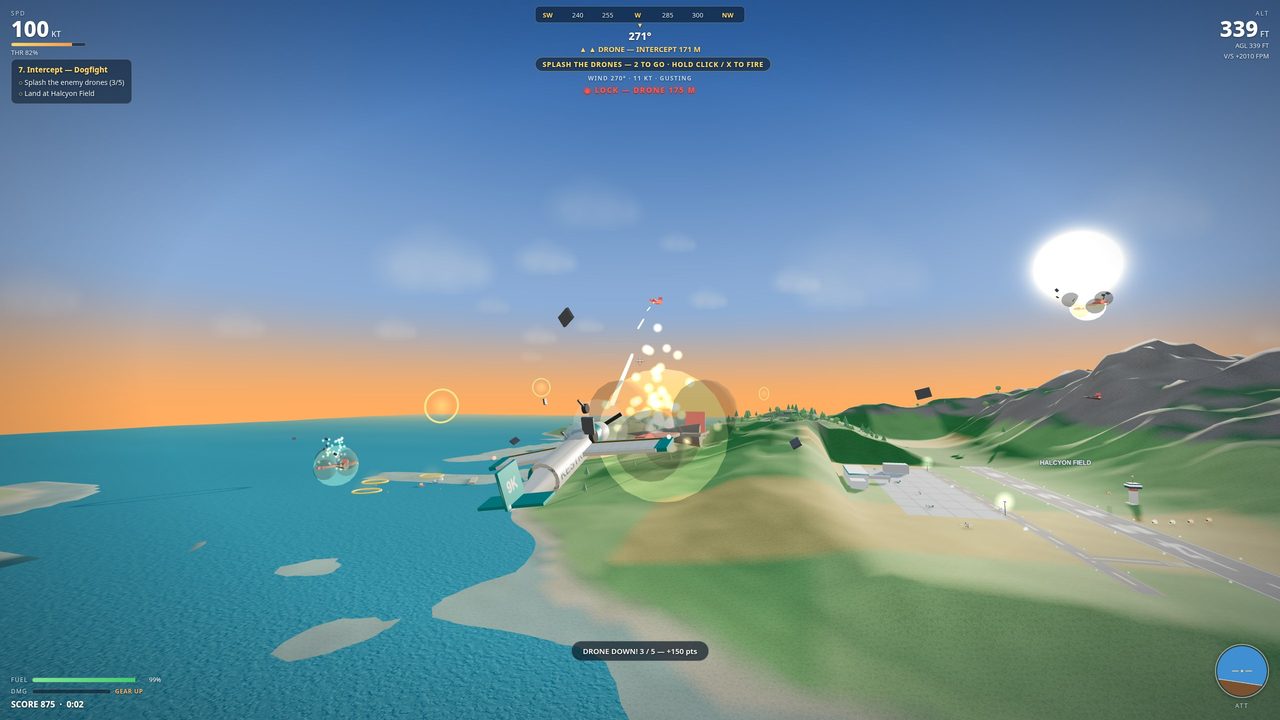 SPD
100 KT
THR 82%
7. Intercept — Dogfight
○ Splash the enemy drones (3/5)
○ Land at Halcyon Field
SW 240 255 W 285 300 NW
271°
▲ ▲ DRONE — INTERCEPT 171 M
SPLASH THE DRONES — 2 TO GO · HOLD CLICK / X TO FIRE
WIND 270° · 11 KT · GUSTING
LOCK — DRONE 175 M
ALT
339 FT
AGL 339 FT
V/S +2010 FPM
HALCYON FIELD
9K
DRONE DOWN! 3 / 5 — +150 pts
FUEL 99%
DMG GEAR UP
SCORE 875 · 0:02
ATT